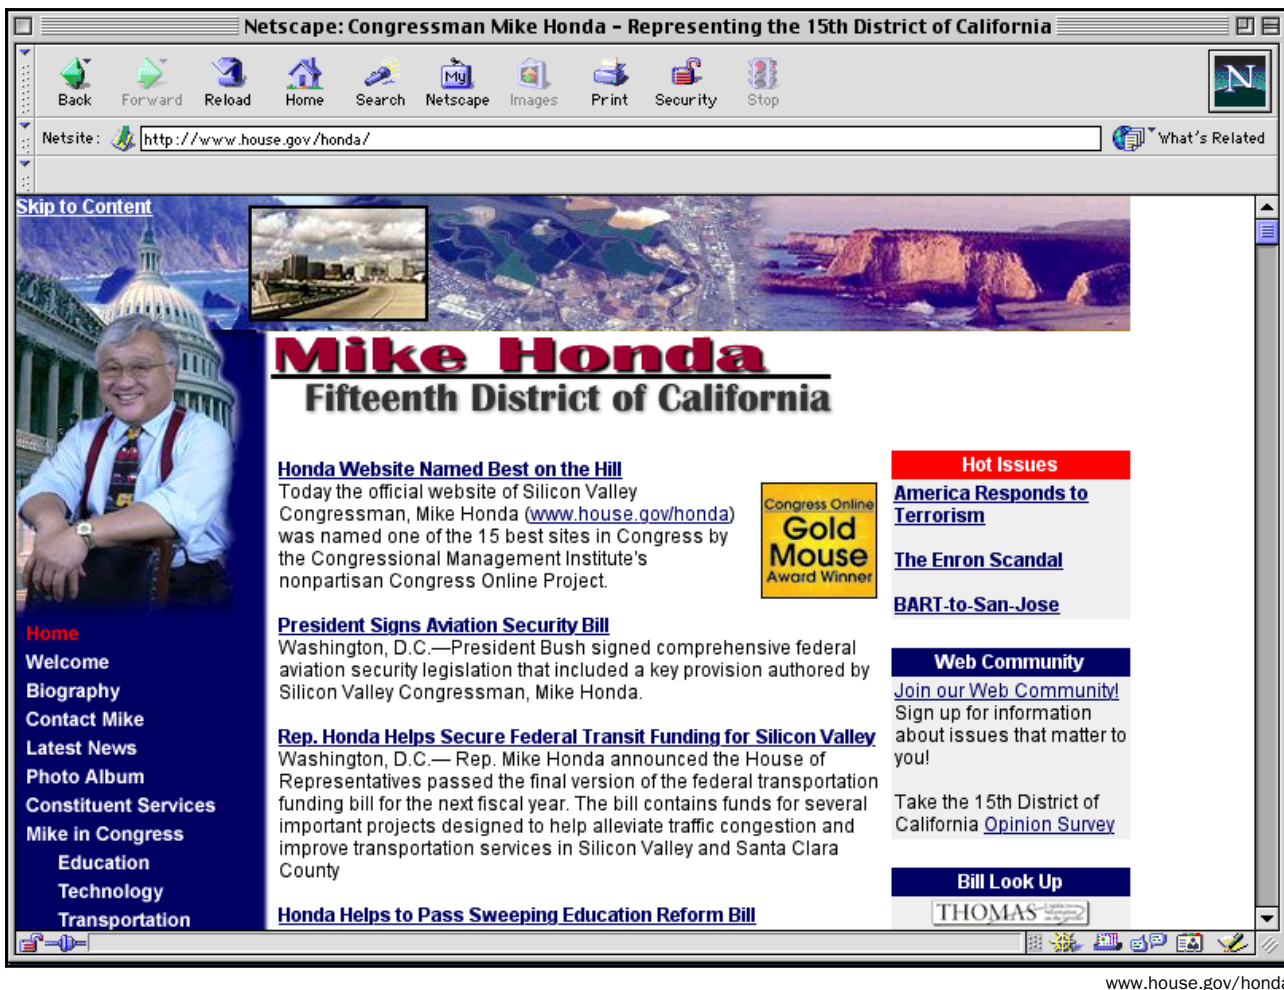 Netscape: Congressman Mike Honda – Representing the 15th District of California
Back
Forward
Reload
Home
Search
My
Netscape
Images
Print
Security
Stop
N
Netsite:
http://www.house.gov/honda/
What's Related
Skip to Content
Mike Honda
Fifteenth District of California
Home
Welcome
Biography
Contact Mike
Latest News
Photo Album
Constituent Services
Mike in Congress
Education
Technology
Transportation
Honda Website Named Best on the Hill
Today the official website of Silicon Valley
Congressman, Mike Honda (www.house.gov/honda)
was named one of the 15 best sites in Congress by
the Congressional Management Institute's
nonpartisan Congress Online Project.
Congress Online
Gold
Mouse
Award Winner
President Signs Aviation Security Bill
Washington, D.C.—President Bush signed comprehensive federal
aviation security legislation that included a key provision authored by
Silicon Valley Congressman, Mike Honda.
Rep. Honda Helps Secure Federal Transit Funding for Silicon Valley
Washington, D.C.— Rep. Mike Honda announced the House of
Representatives passed the final version of the federal transportation
funding bill for the next fiscal year. The bill contains funds for several
important projects designed to help alleviate traffic congestion and
improve transportation services in Silicon Valley and Santa Clara
County
Honda Helps to Pass Sweeping Education Reform Bill
Hot Issues
America Responds to
Terrorism
The Enron Scandal
BART-to-San-Jose
Web Community
Join our Web Community!
Sign up for information
about issues that matter to
you!
Take the 15th District of
California Opinion Survey
Bill Look Up
THOMAS
www.house.gov/honda